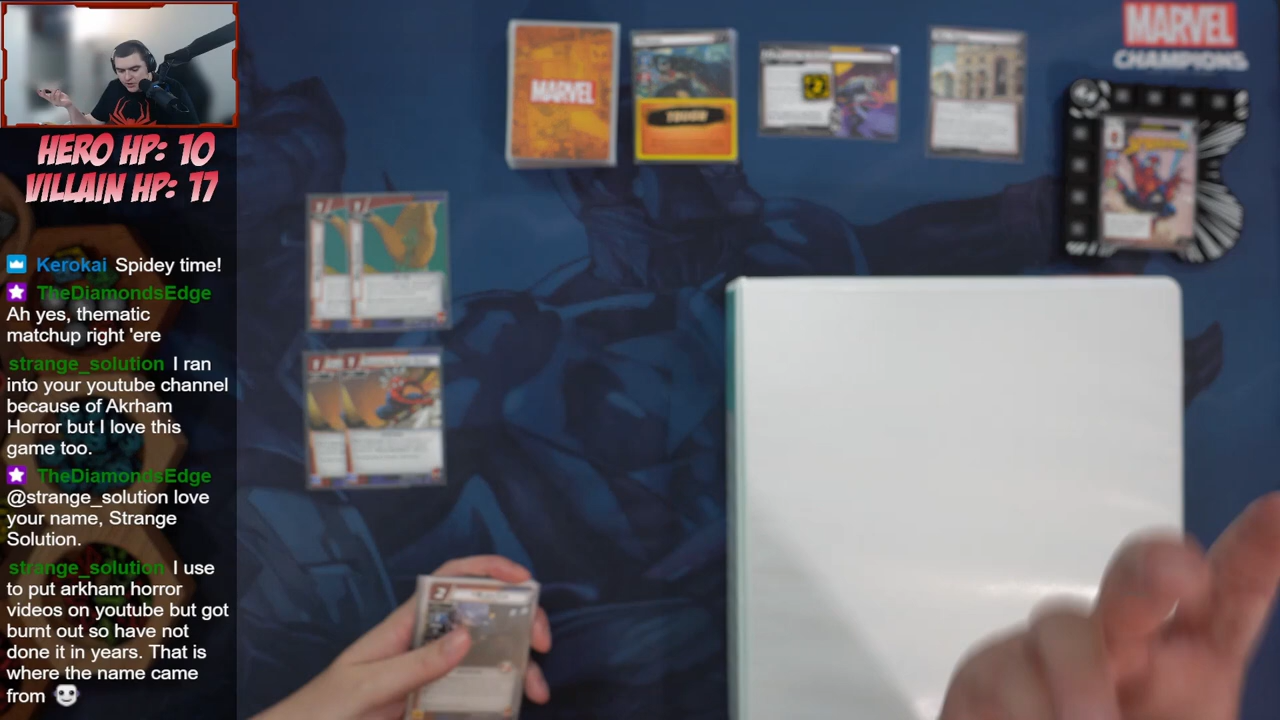 HERO HP: 10
VILLAIN HP: 17
Kerokai Spidey time!
TheDiamondsEdge
Ah yes, thematic
matchup right 'ere
strange_solution I ran
into your youtube channel
because of Akrham
Horror but I love this
game too.
TheDiamondsEdge
@strange_solution love
your name, Strange
Solution.
strange_solution I use
to put arkham horror
videos on youtube but got
burnt out so have not
done it in years. That is
where the name came
from
MARVEL
TOUGH
MARVEL
CHAMPIONS
2